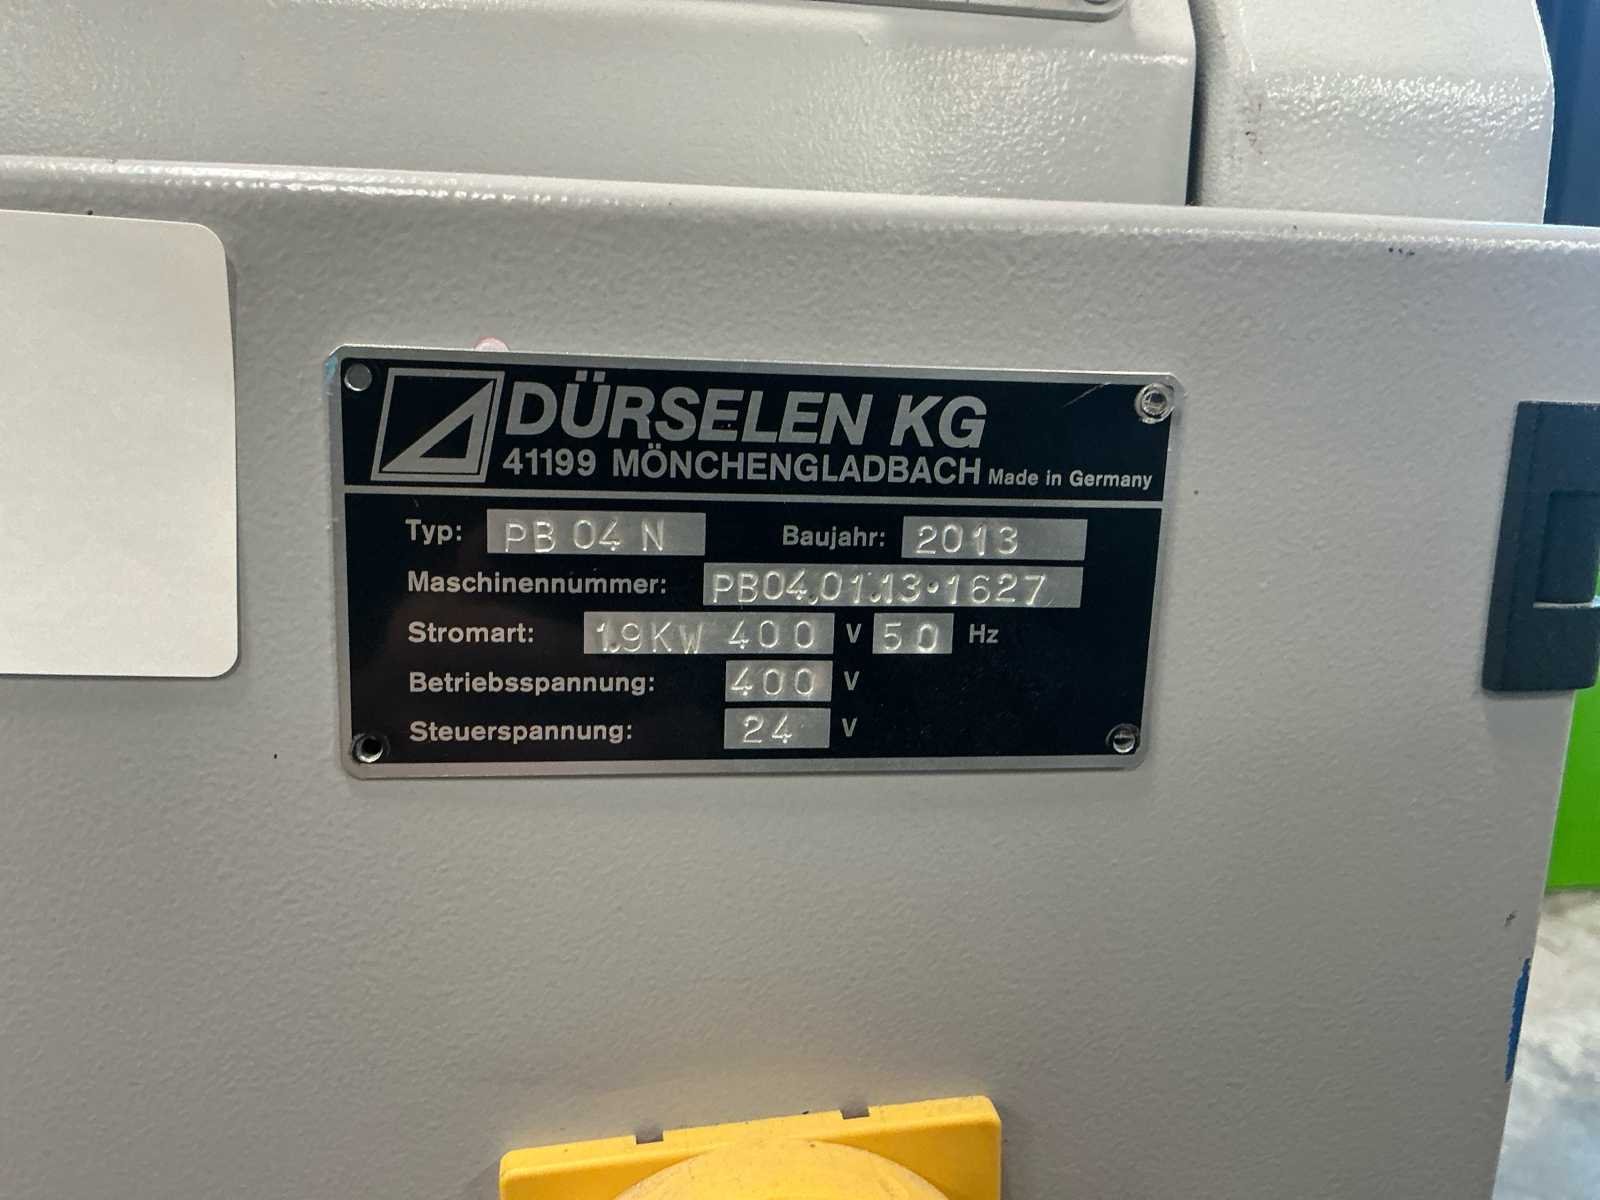 DÜRSELEN KG
41199 MÖNCHENGLADBACH Made in Germany
Typ: PB 04 N Baujahr: 2013
Maschinennummer: PB04.01.13.1627
Stromart: 1,9KW 400 V 50 Hz
Betriebsspannung: 400 V
Steuerspannung: 24 V